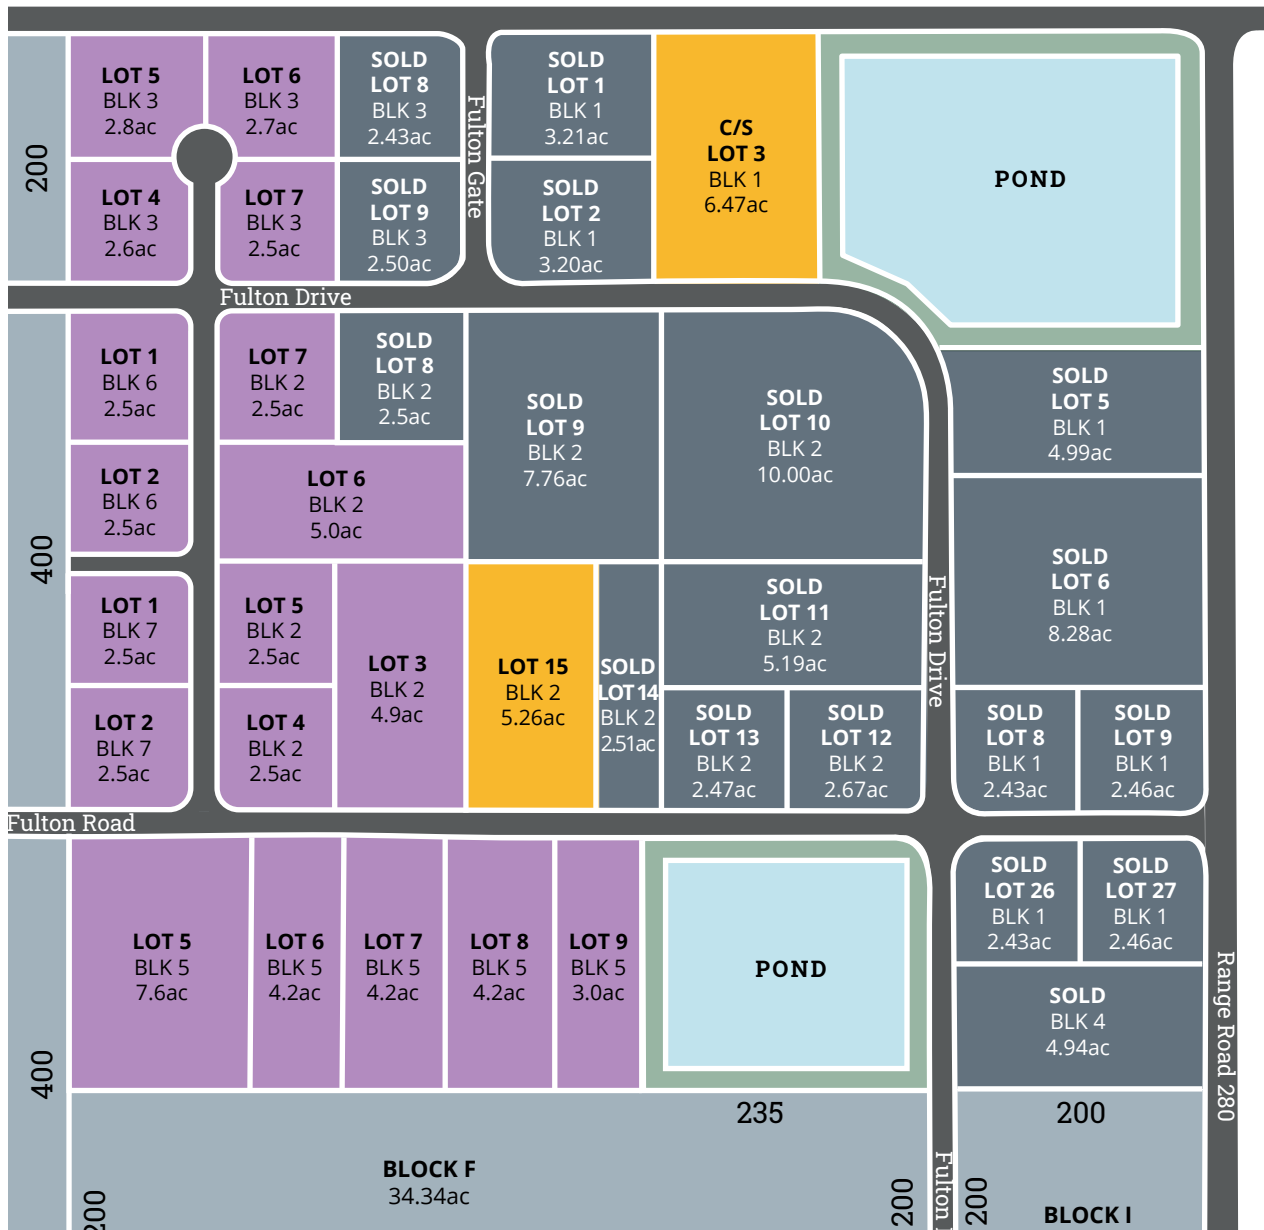 LOT 5
BLK 3
2.8ac
LOT 6
BLK 3
2.7ac
SOLD
LOT 8
BLK 3
2.43ac
Fulton Gate
SOLD
LOT 1
BLK 1
3.21ac
C/S
LOT 3
BLK 1
6.47ac
POND
200
LOT 4
BLK 3
2.6ac
LOT 7
BLK 3
2.5ac
SOLD
LOT 9
BLK 3
2.50ac
SOLD
LOT 2
BLK 1
3.20ac
Fulton Drive
LOT 1
BLK 6
2.5ac
LOT 7
BLK 2
2.5ac
SOLD
LOT 8
BLK 2
2.5ac
SOLD
LOT 9
BLK 2
7.76ac
SOLD
LOT 10
BLK 2
10.00ac
SOLD
LOT 5
BLK 1
4.99ac
LOT 2
BLK 6
2.5ac
LOT 6
BLK 2
5.0ac
400
SOLD
LOT 6
BLK 1
8.28ac
LOT 1
BLK 7
2.5ac
LOT 5
BLK 2
2.5ac
LOT 3
BLK 2
4.9ac
LOT 15
BLK 2
5.26ac
SOLD
LOT 14
BLK 2
2.51ac
SOLD
LOT 11
BLK 2
5.19ac
Fulton Drive
LOT 2
BLK 7
2.5ac
LOT 4
BLK 2
2.5ac
SOLD
LOT 13
BLK 2
2.47ac
SOLD
LOT 12
BLK 2
2.67ac
SOLD
LOT 8
BLK 1
2.43ac
SOLD
LOT 9
BLK 1
2.46ac
Fulton Road
LOT 5
BLK 5
7.6ac
LOT 6
BLK 5
4.2ac
LOT 7
BLK 5
4.2ac
LOT 8
BLK 5
4.2ac
LOT 9
BLK 5
3.0ac
POND
SOLD
LOT 26
BLK 1
2.43ac
SOLD
LOT 27
BLK 1
2.46ac
SOLD
BLK 4
4.94ac
Range Road 280
400
235
200
BLOCK F
34.34ac
200
200
Fulton
200
BLOCK I